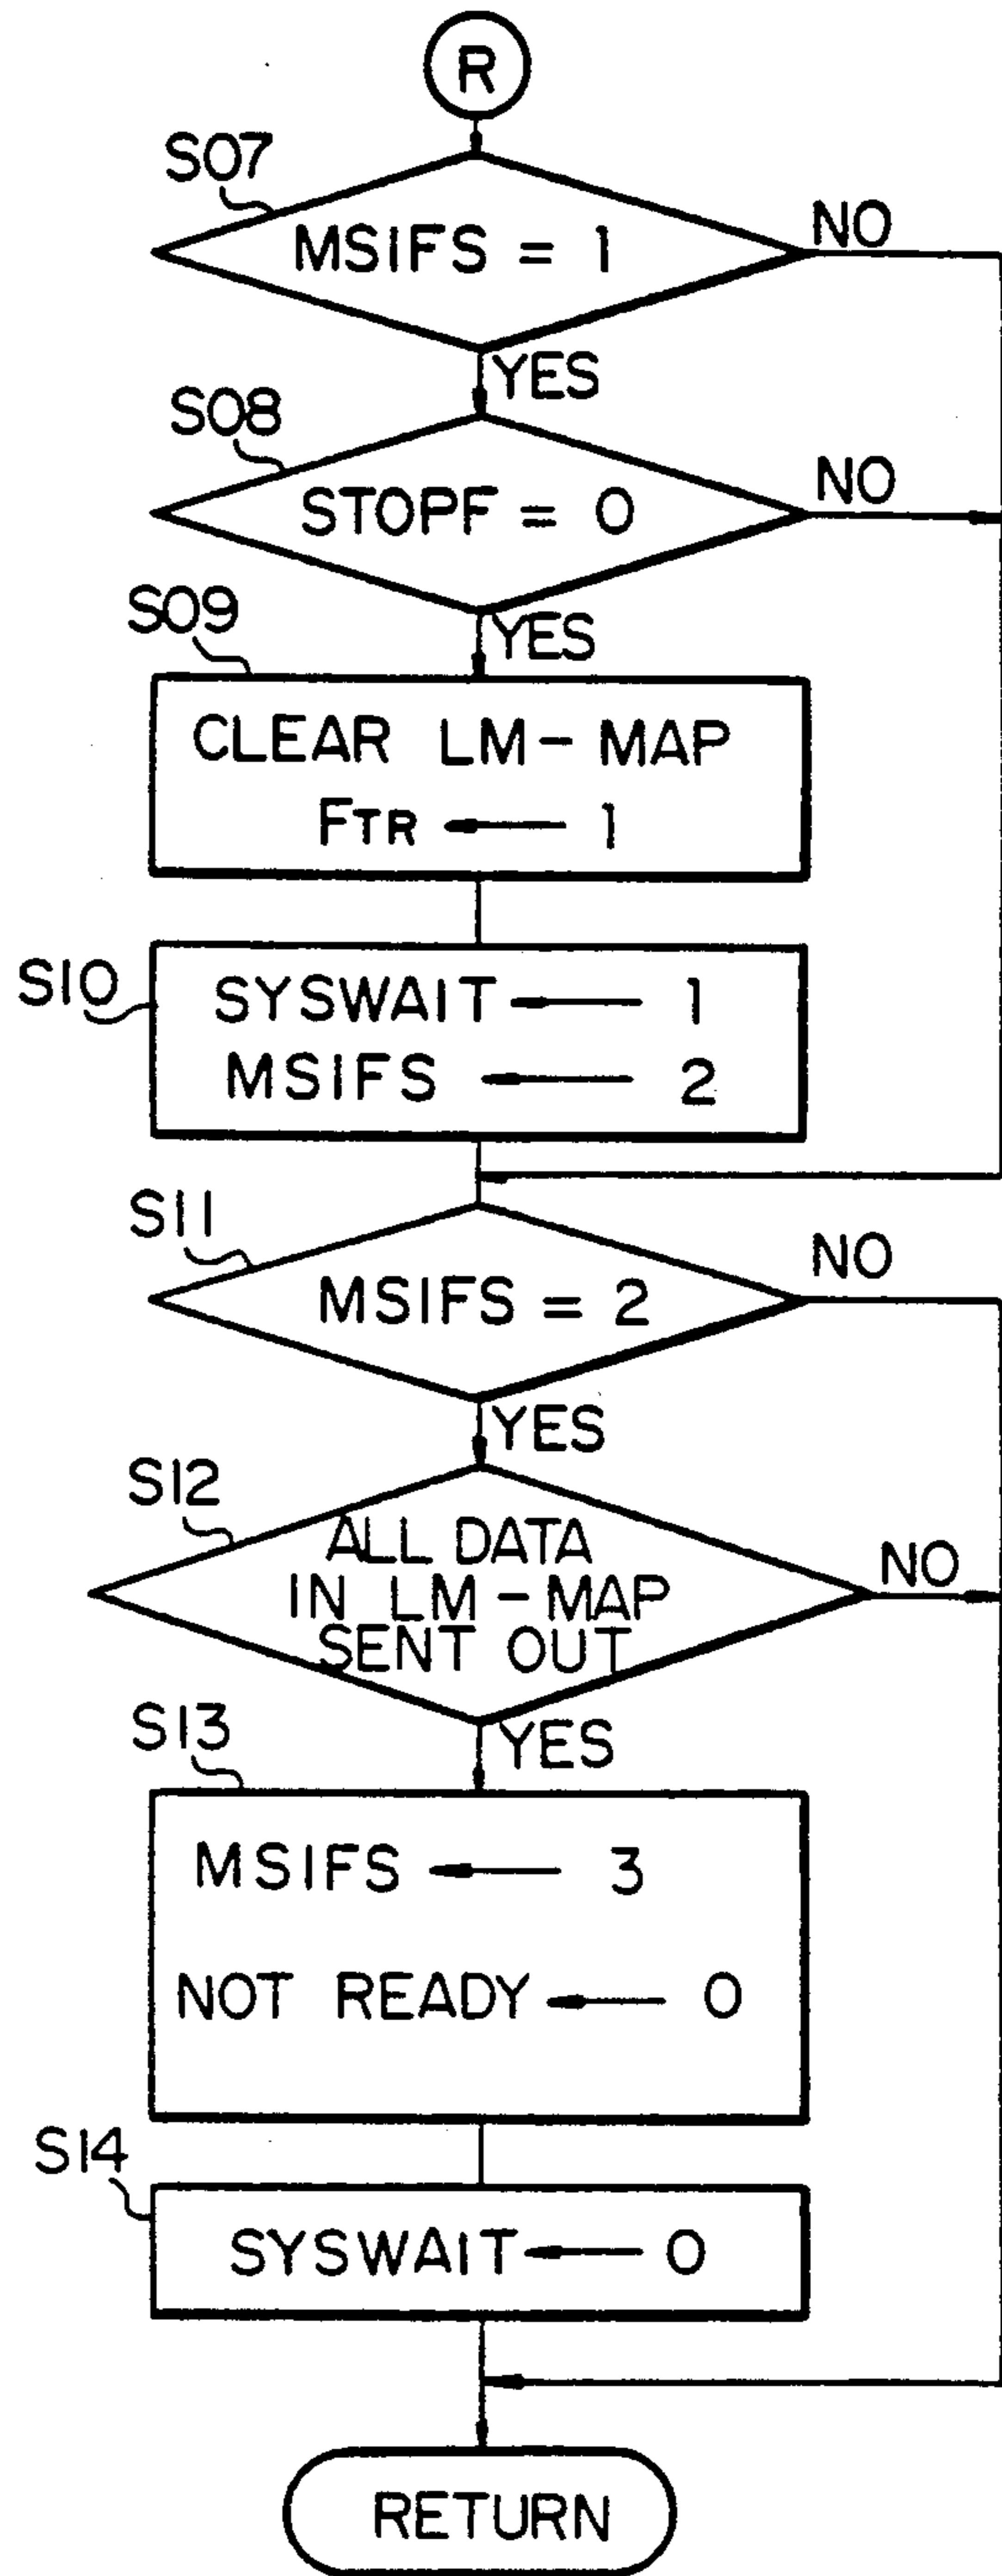 R
S07
MSIFS = 1
NO
YES
S08
STOPF = 0
NO
YES
S09
CLEAR LM-MAP
FTR ← 1
S10
SYSWAIT ← 1
MSIFS ← 2
S11
MSIFS = 2
NO
YES
S12
ALL DATA
IN LM-MAP
SENT OUT
NO
YES
S13
MSIFS ← 3
NOT READY ← 0
S14
SYSWAIT ← 0
RETURN